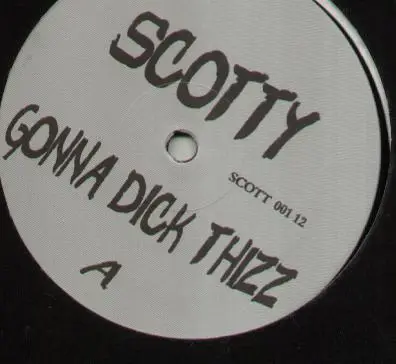 SCOTTY
SCOTT 001.12
GONNA DICK THIZZ
A